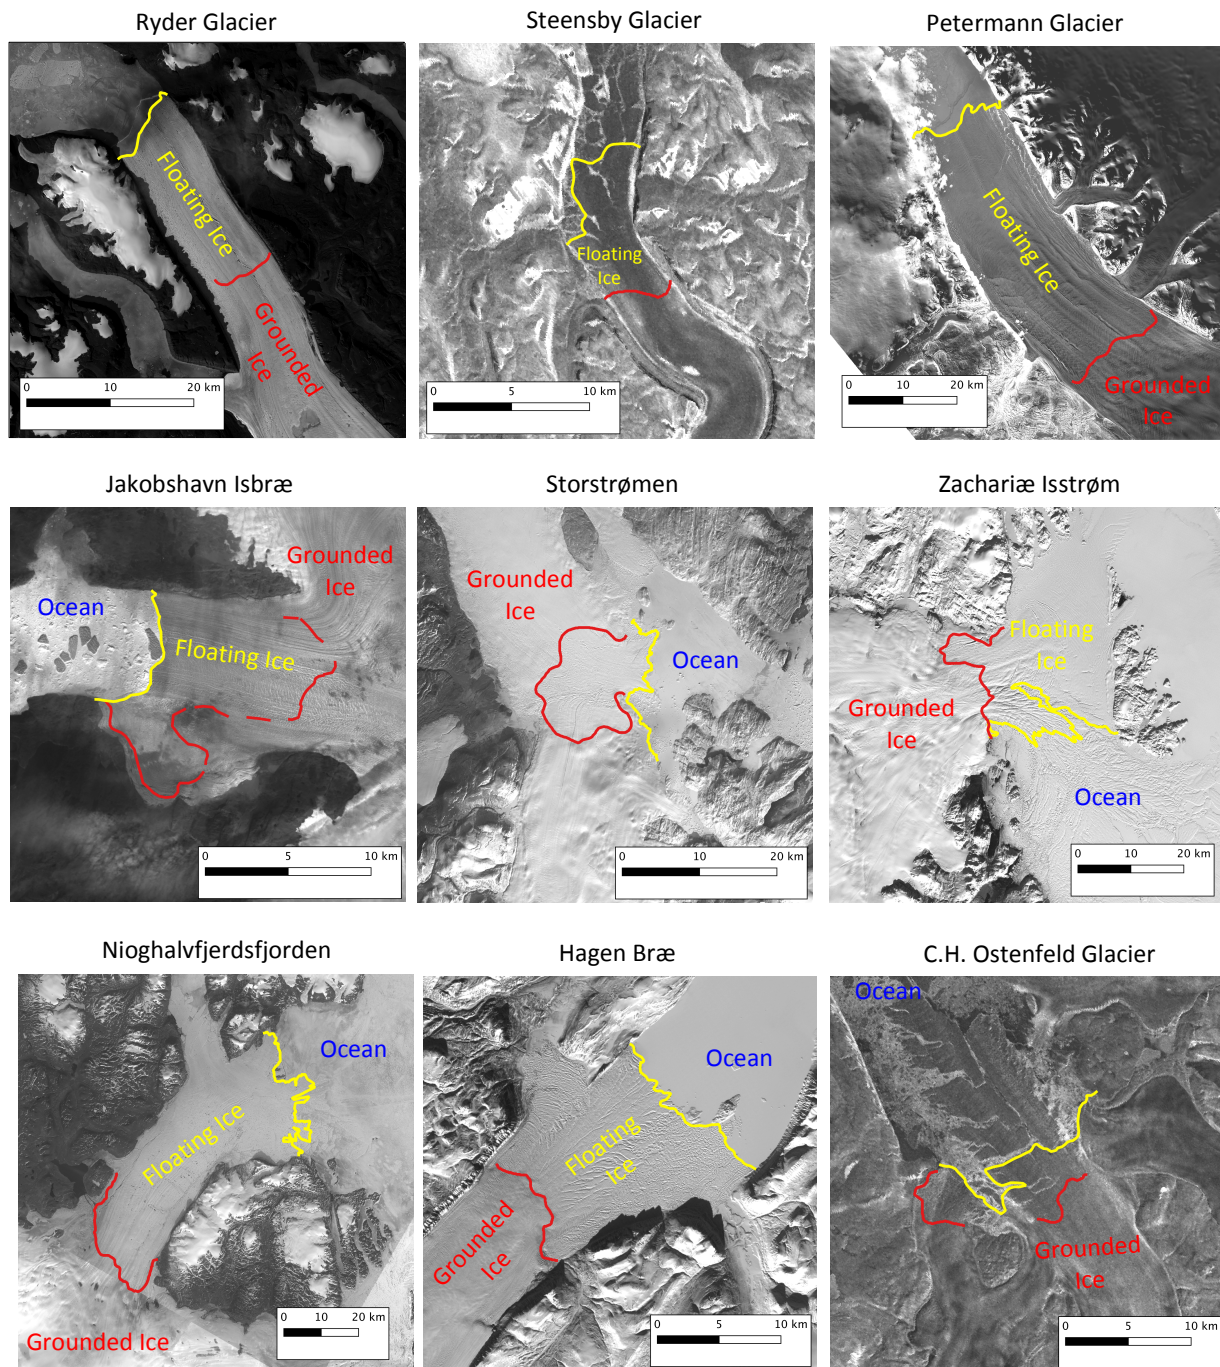 Ryder Glacier
Steensby Glacier
Petermann Glacier
Floating Ice
Grounded
Ice
0 10 20 km
Floating
Ice
0 5 10 km
Floating Ice
Grounded
Ice
0 10 20 km
Jakobshavn Isbræ
Storstrømen
Zachariæ Isstrøm
Grounded
Ice
Ocean
Floating Ice
0 5 10 km
Grounded
Ice
Ocean
0 10 20 km
Floating
Ice
Grounded
Ice
Ocean
0 10 20 km
Nioghalvfjerdsfjorden
Hagen Bræ
C.H. Ostenfeld Glacier
Ocean
Floating Ice
Grounded Ice
0 10 20 km
Ocean
Floating
Ice
Grounded
Ice
0 5 10 km
Ocean
Grounded
Ice
0 5 10 km